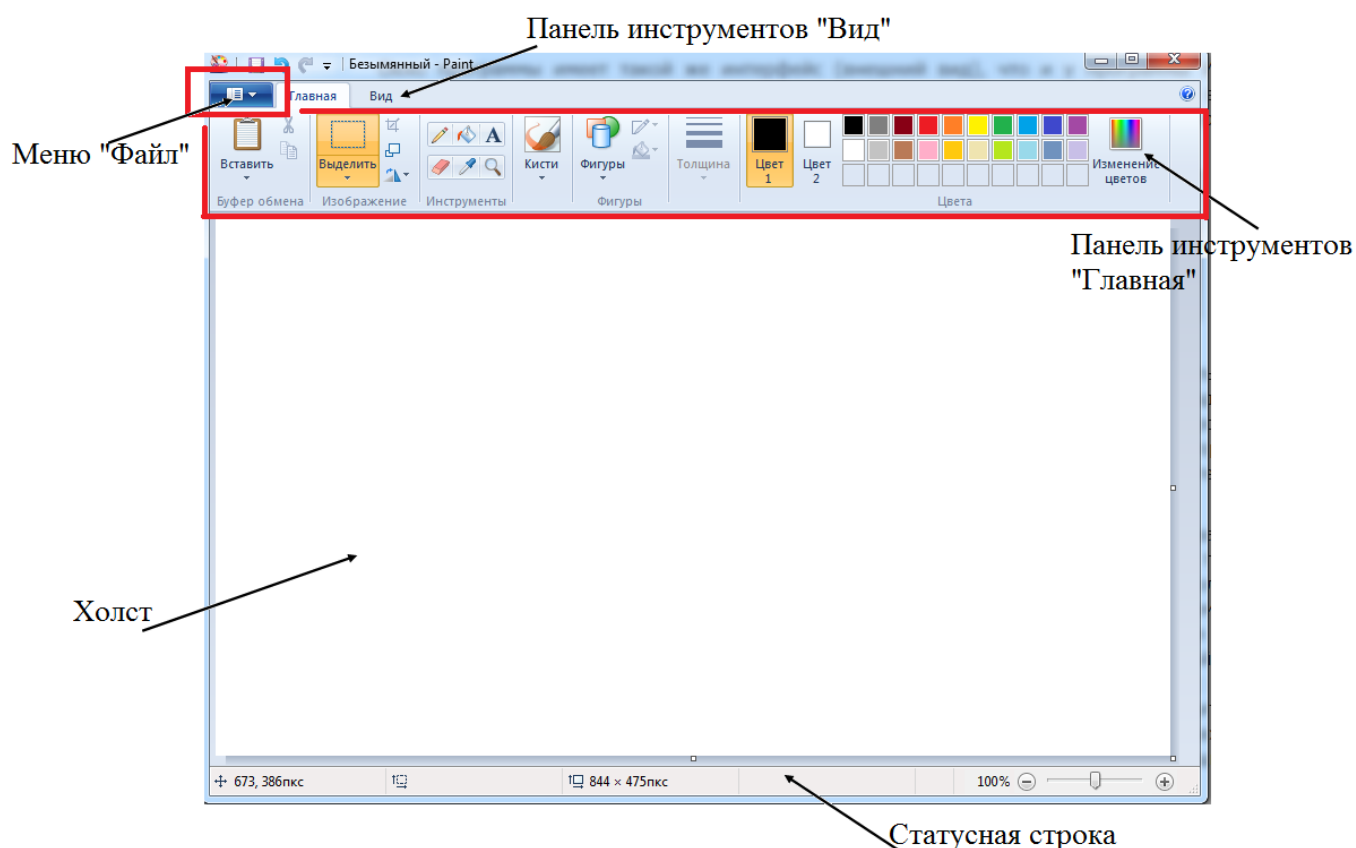 Панель инструментов "Вид"
Безымянный - Paint
Главная Вид
Меню "Файл"
Вставить Выделить Кисти Фигуры Толщина Цвет 1 Цвет 2 Изменение цветов
Буфер обмена Изображение Инструменты Фигуры Цвета
Панель инструментов
"Главная"
Холст
673, 386пкс 844 × 475пкс 100%
Статусная строка